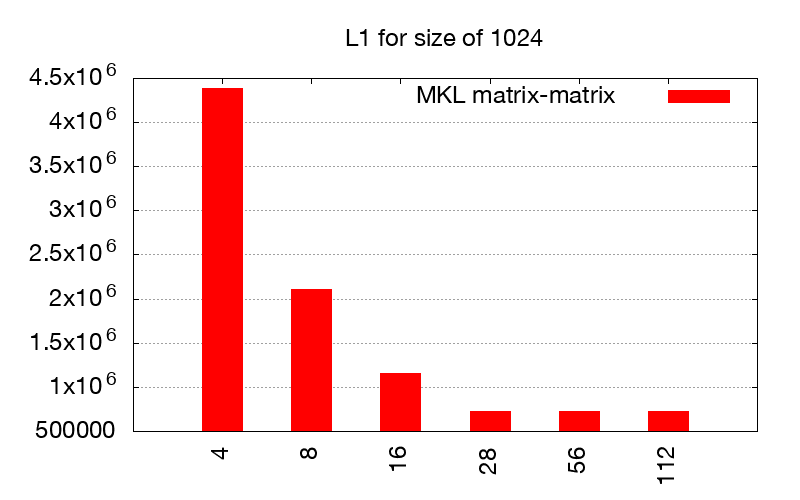 L1 for size of 1024
MKL matrix-matrix
4.5x10^6
4x10^6
3.5x10^6
3x10^6
2.5x10^6
2x10^6
1.5x10^6
1x10^6
500000
4 8 16 28 56 112